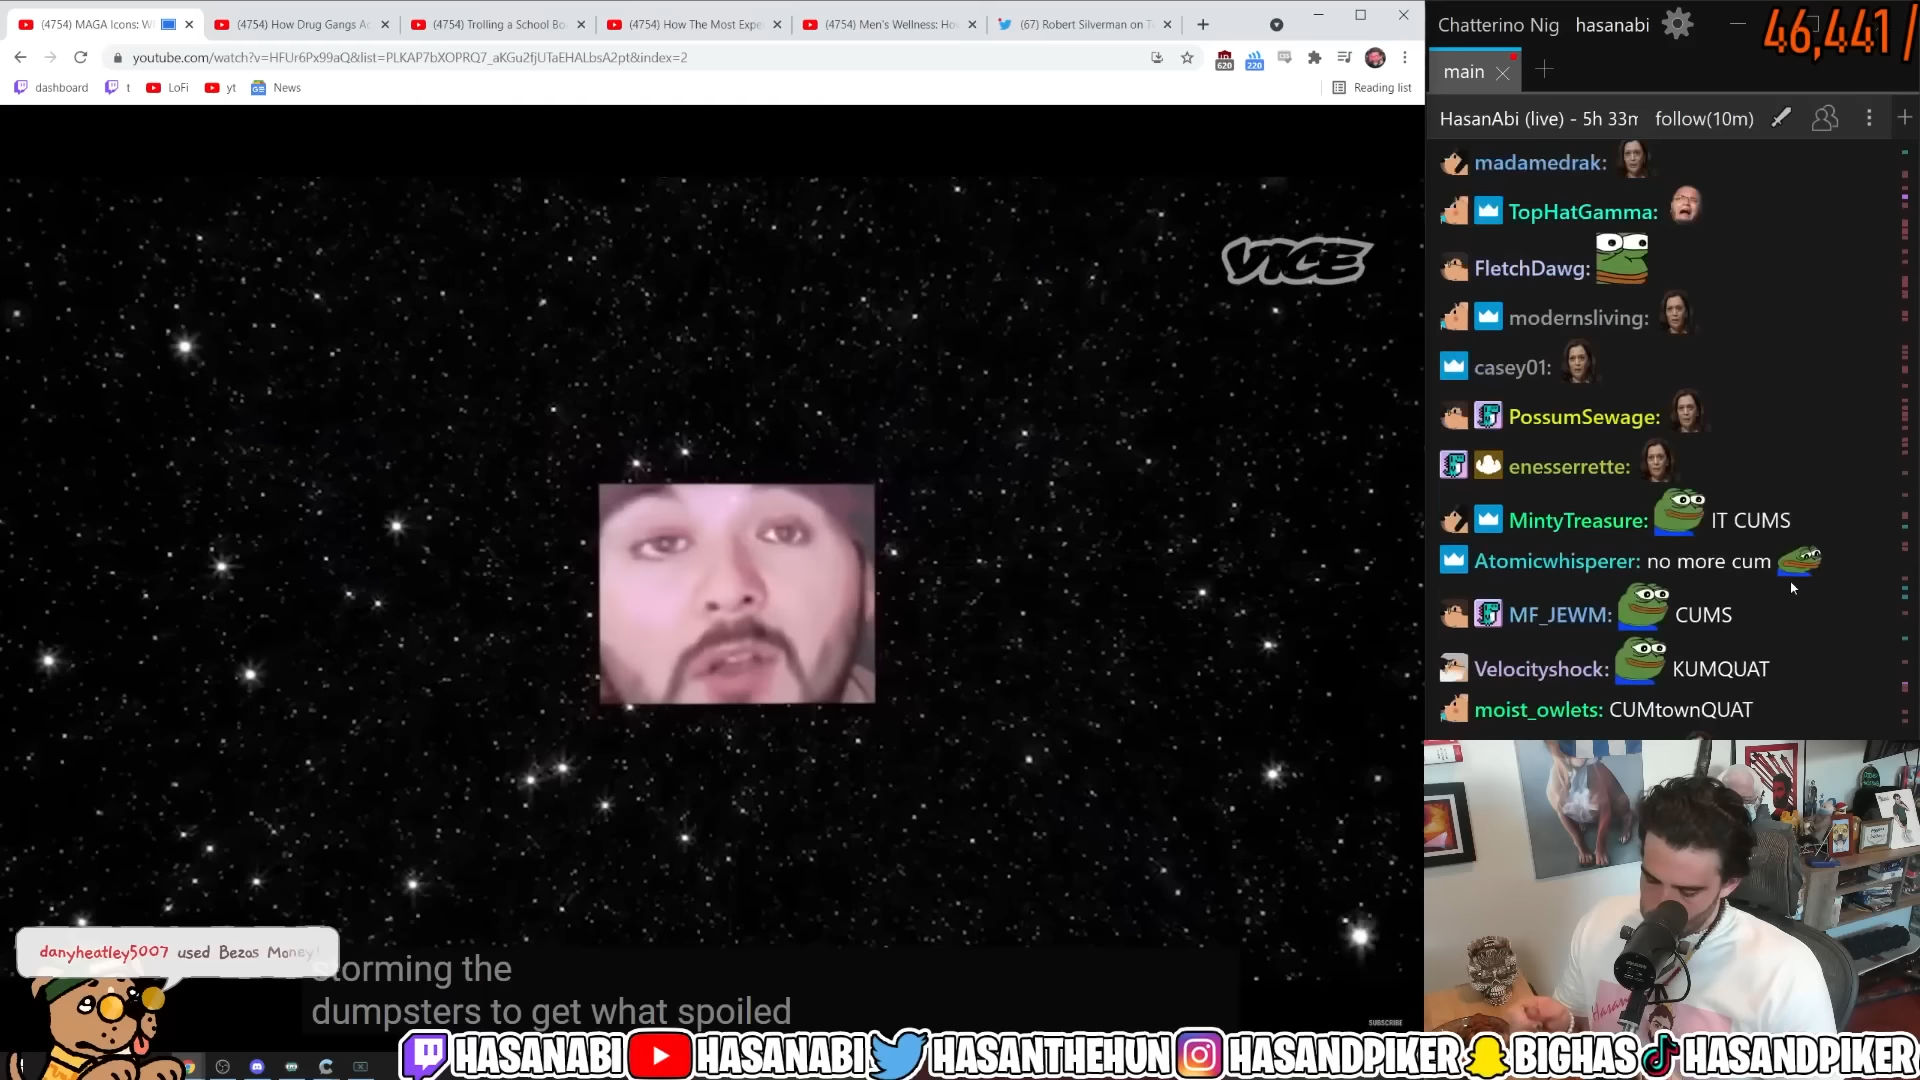 (4754) MAGA Icons: W
(4754) How Drug Gangs Ac
(4754) Trolling a School Bo
(4754) How The Most Expe
(4754) Men's Wellness: Ho
(67) Robert Silverman on T
youtube.com/watch?v=HFUr6Px99aQ&list=PLKAP7bXOPRQ7_aKGu2fjUTaEHALbsA2pt&index=2
620
220
dashboard
t
LoFi
yt
News
Reading list
VICE
storming the
dumpsters to get what spoiled
SUBSCRIBE
danyheatley5007 used Bezos Money!
Chatterino Nig
hasanabi
46,441 /
main
HasanAbi (live) - 5h 33m
follow(10m)
madamedrak:
TopHatGamma:
FletchDawg:
modernsliving:
casey01:
PossumSewage:
enesserrette:
MintyTreasure: IT CUMS
Atomicwhisperer: no more cum
MF_JEWM: CUMS
Velocityshock: KUMQUAT
moist_owlets: CUMtownQUAT
HASANABI
HASANABI
HASANTHEHUN
HASANDPIKER
BIGHAS
HASANDPIKER